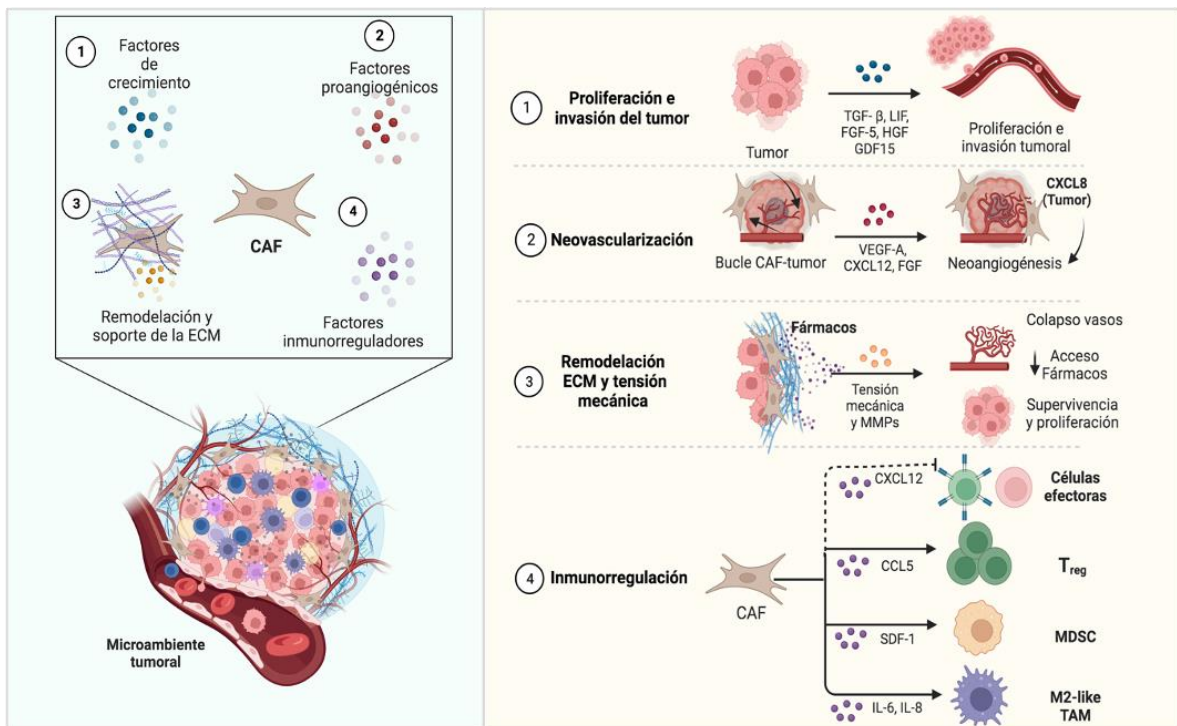 1
Factores
de
crecimiento
2
Factores
proangiogénicos
3
CAF
4
Remodelación y
soporte de la ECM
Factores
inmunorreguladores
Microambiente
tumoral
1
Proliferación e
invasión del tumor
Tumor
TGF- β, LIF,
FGF-5, HGF
GDF15
Proliferación e
invasión tumoral
2
Neovascularización
Bucle CAF-tumor
VEGF-A,
CXCL12, FGF
CXCL8
(Tumor)
Neoangiogénesis
3
Remodelación
ECM y tensión
mecánica
Fármacos
Tensión
mecánica
y MMPs
Colapso vasos
Acceso
Fármacos
Supervivencia
y proliferación
4
Inmunorregulación
CAF
CXCL12
Células
efectoras
CCL5
Treg
SDF-1
MDSC
IL-6, IL-8
M2-like
TAM